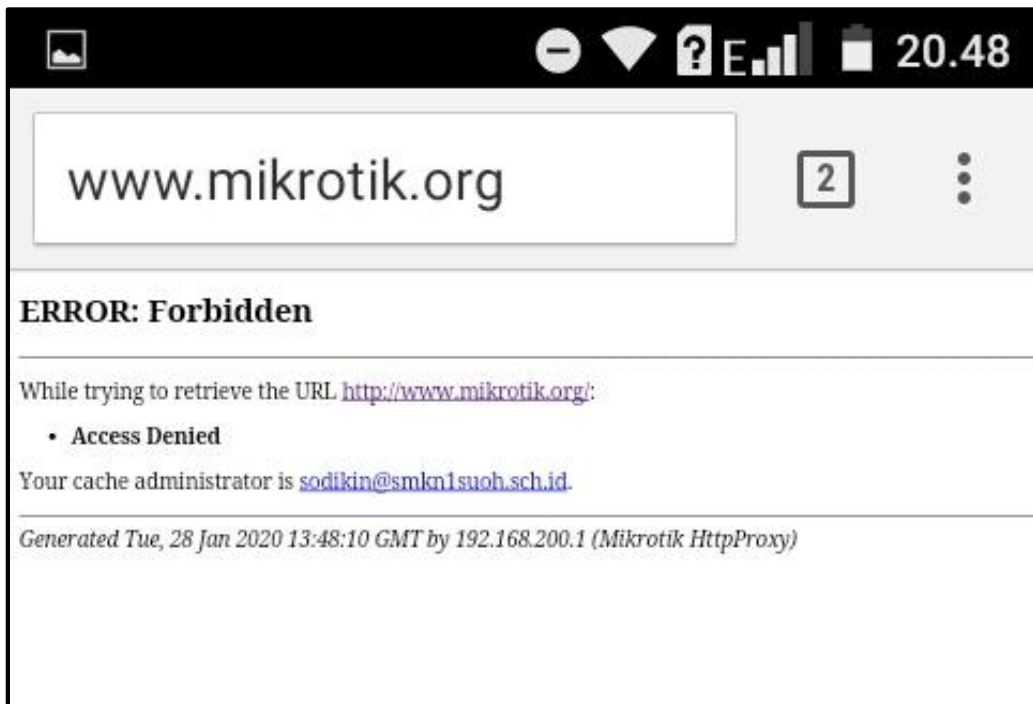 E 20.48
www.mikrotik.org 2
ERROR: Forbidden
While trying to retrieve the URL http://www.mikrotik.org/:
• Access Denied
Your cache administrator is sodikin@smkn1suoh.sch.id.
Generated Tue, 28 Jan 2020 13:48:10 GMT by 192.168.200.1 (Mikrotik HttpProxy)